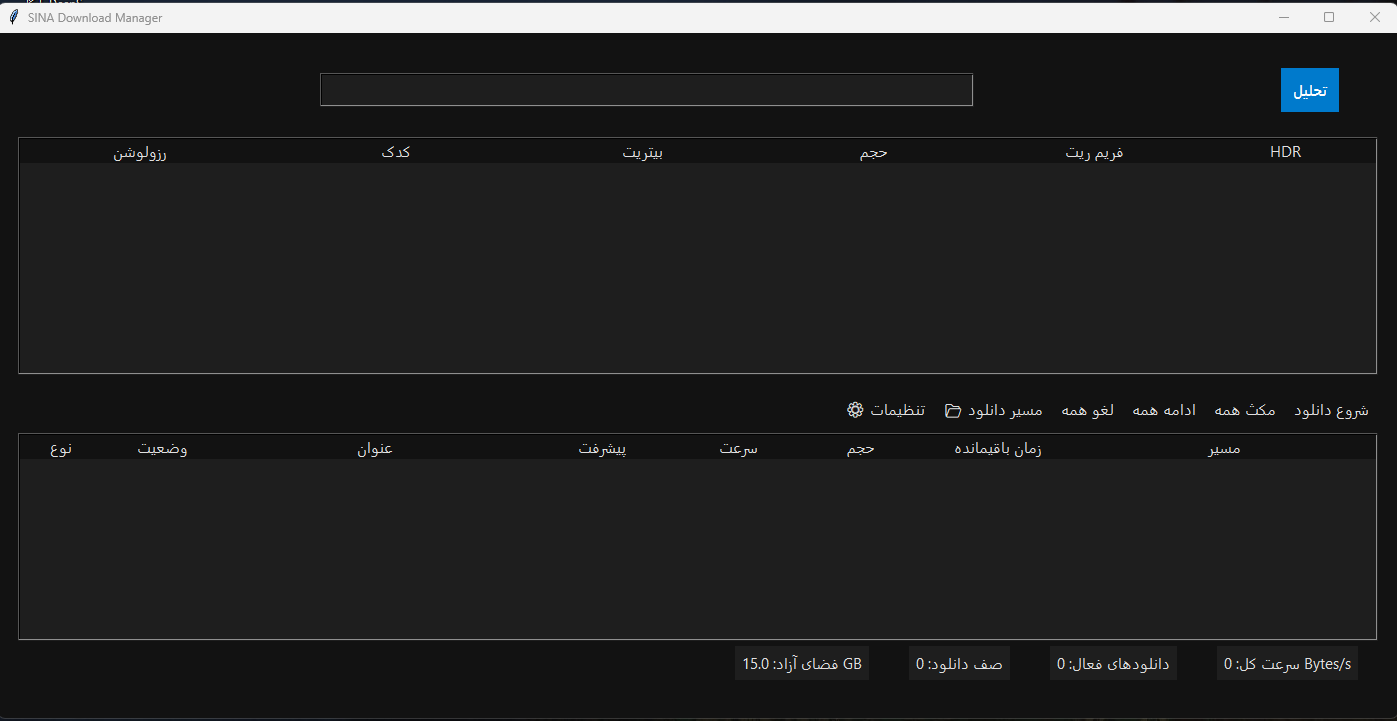 SINA Download Manager
تحلیل
رزولوشن کدک بیتریت حجم فریم ریت HDR
شروع دانلود مکث همه ادامه همه لغو همه مسیر دانلود تنظیمات
نوع وضعیت عنوان پیشرفت سرعت حجم زمان باقیمانده مسیر
سرعت کل: 0 Bytes/s دانلودهای فعال: 0 صف دانلود: 0 فضای آزاد: 15.0 GB